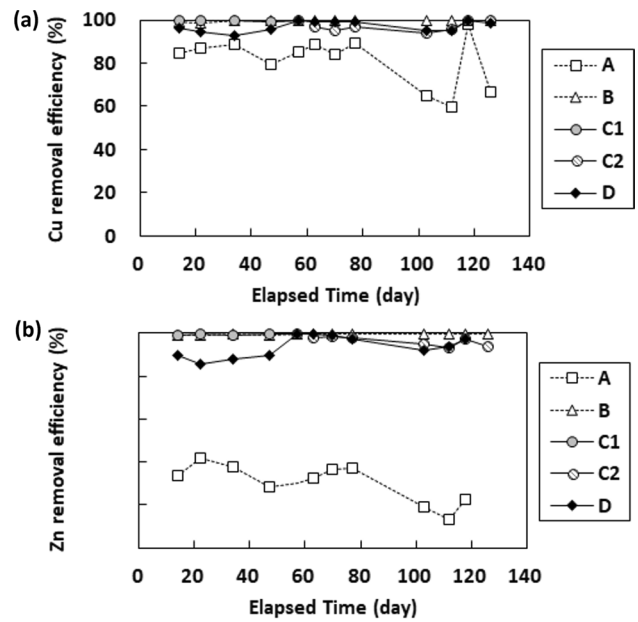 (a)
Cu removal efficiency (%)
100
80
60
40
20
0
0 20 40 60 80 100 120 140
Elapsed Time (day)
A
B
C1
C2
D
(b)
Zn removal efficiency (%)
0 20 40 60 80 100 120 140
Elapsed Time (day)
A
B
C1
C2
D